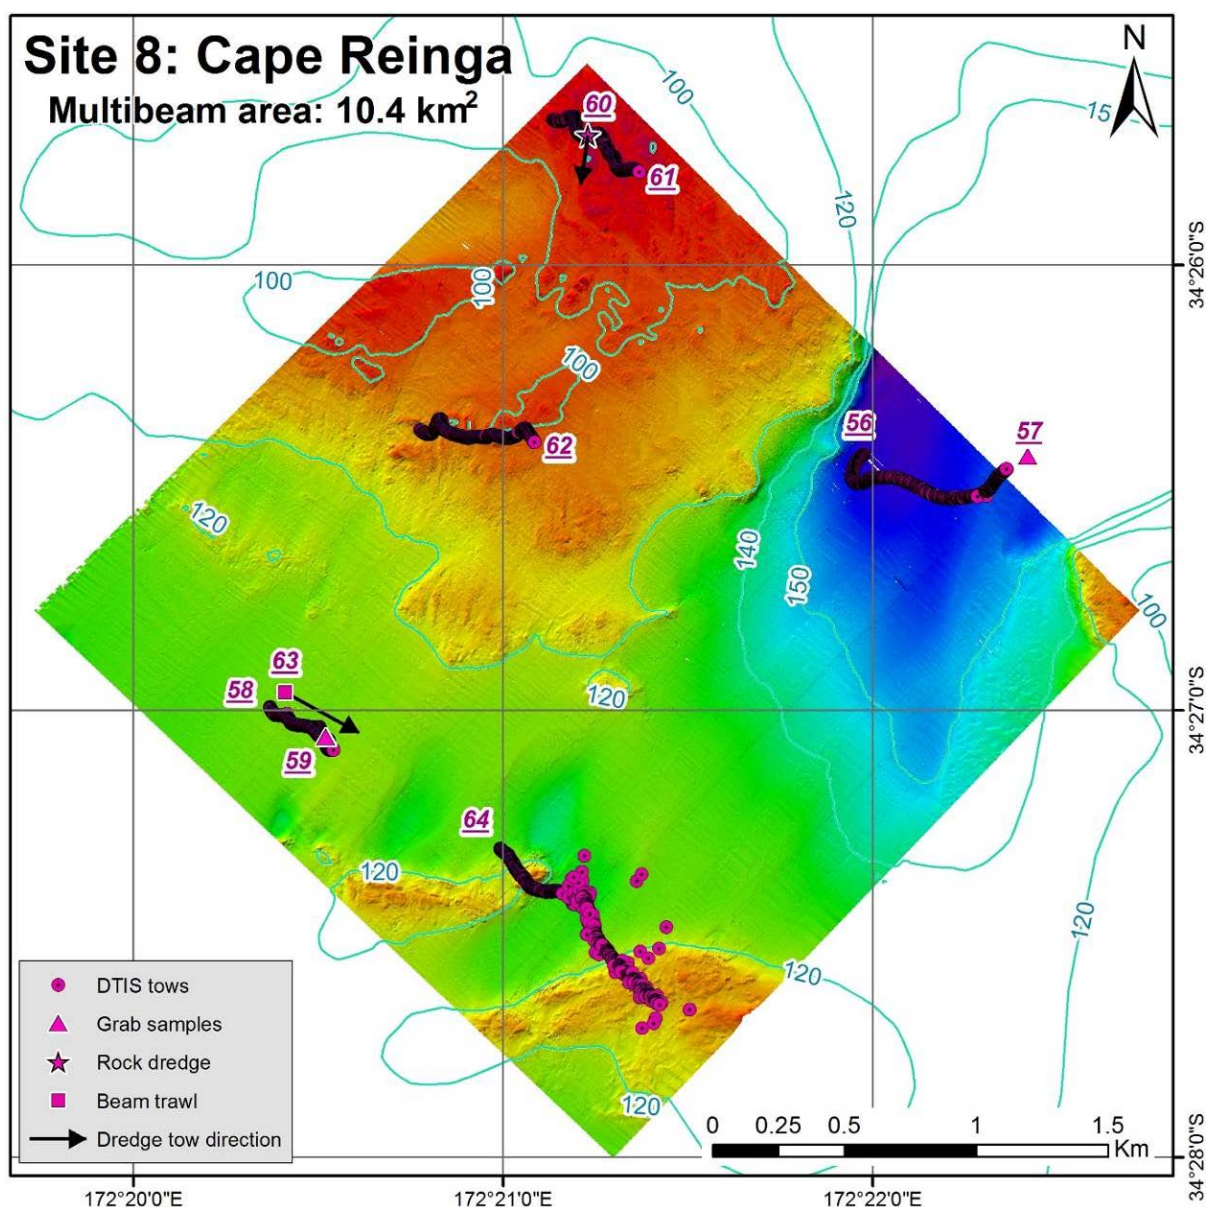 Site 8: Cape Reinga
Multibeam area: 10.4 km²
N
100
15
60
61
120
34°26'0"S
100
100
100
62
56
57
120
140
150
100
63
58
120
59
34°27'0"S
64
120
120
120
120
DTIS tows
Grab samples
Rock dredge
Beam trawl
Dredge tow direction
0 0.25 0.5 1 1.5
Km
34°28'0"S
172°20'0"E 172°21'0"E 172°22'0"E